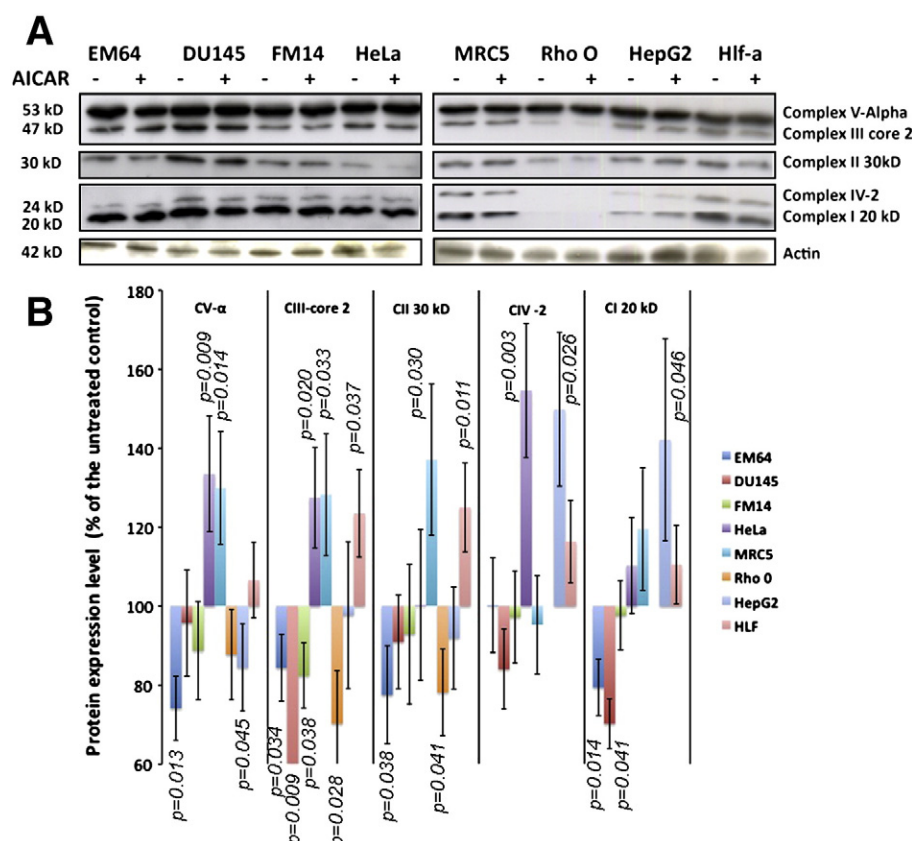 A
EM64 DU145 FM14 HeLa MRC5 Rho O HepG2 Hlf-a
AICAR - + - + - + - + - + - + - + - +
53 kD
47 kD
30 kD
24 kD
20 kD
42 kD
Complex V-Alpha
Complex III core 2
Complex II 30kD
Complex IV-2
Complex I 20 kD
Actin
B
Protein expression level (% of the untreated control)
180
160
140
120
100
80
60
CV-α CIII-core 2 CII 30 kD CIV -2 CI 20 kD
p=0.009
p=0.014
p=0.020
p=0.033
p=0.037
p=0.030
p=0.011
p=0.003
p=0.026
p=0.046
p=0.013
p=0.045
p=0.034
p=0.009
p=0.038
p=0.028
p=0.038
p=0.041
p=0.014
p=0.041
EM64
DU145
FM14
HeLa
MRC5
Rho 0
HepG2
HLF